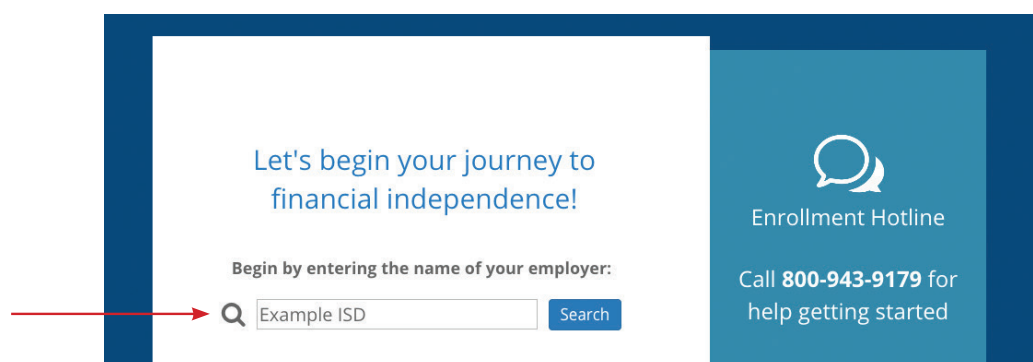 Let's begin your journey to
financial independence!
Begin by entering the name of your employer:
Example ISD
Search
Enrollment Hotline
Call 800-943-9179 for
help getting started